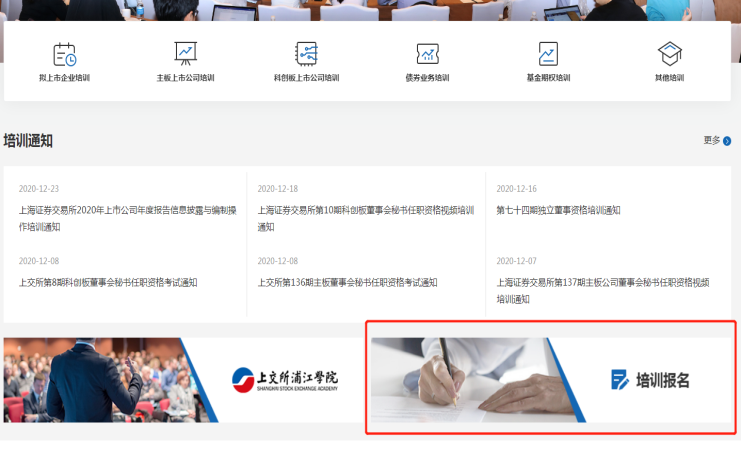 拟上市企业培训
主板上市公司培训
科创板上市公司培训
债券业务培训
基金期权培训
其他培训
培训通知
更多
2020-12-23
上海证券交易所2020年上市公司年度报告信息披露与编制操
作培训通知
2020-12-18
上海证券交易所第10期科创板董事会秘书任职资格视频培训
通知
2020-12-16
第七十四期独立董事资格培训通知
2020-12-08
上交所第8期科创板董事会秘书任职资格考试通知
2020-12-08
上交所第136期主板董事会秘书任职资格考试通知
2020-12-07
上海证券交易所第137期主板公司董事会秘书任职资格视频
培训通知
上交所浦江學院
SHANGHAI STOCK EXCHANGE ACADEMY
培训报名